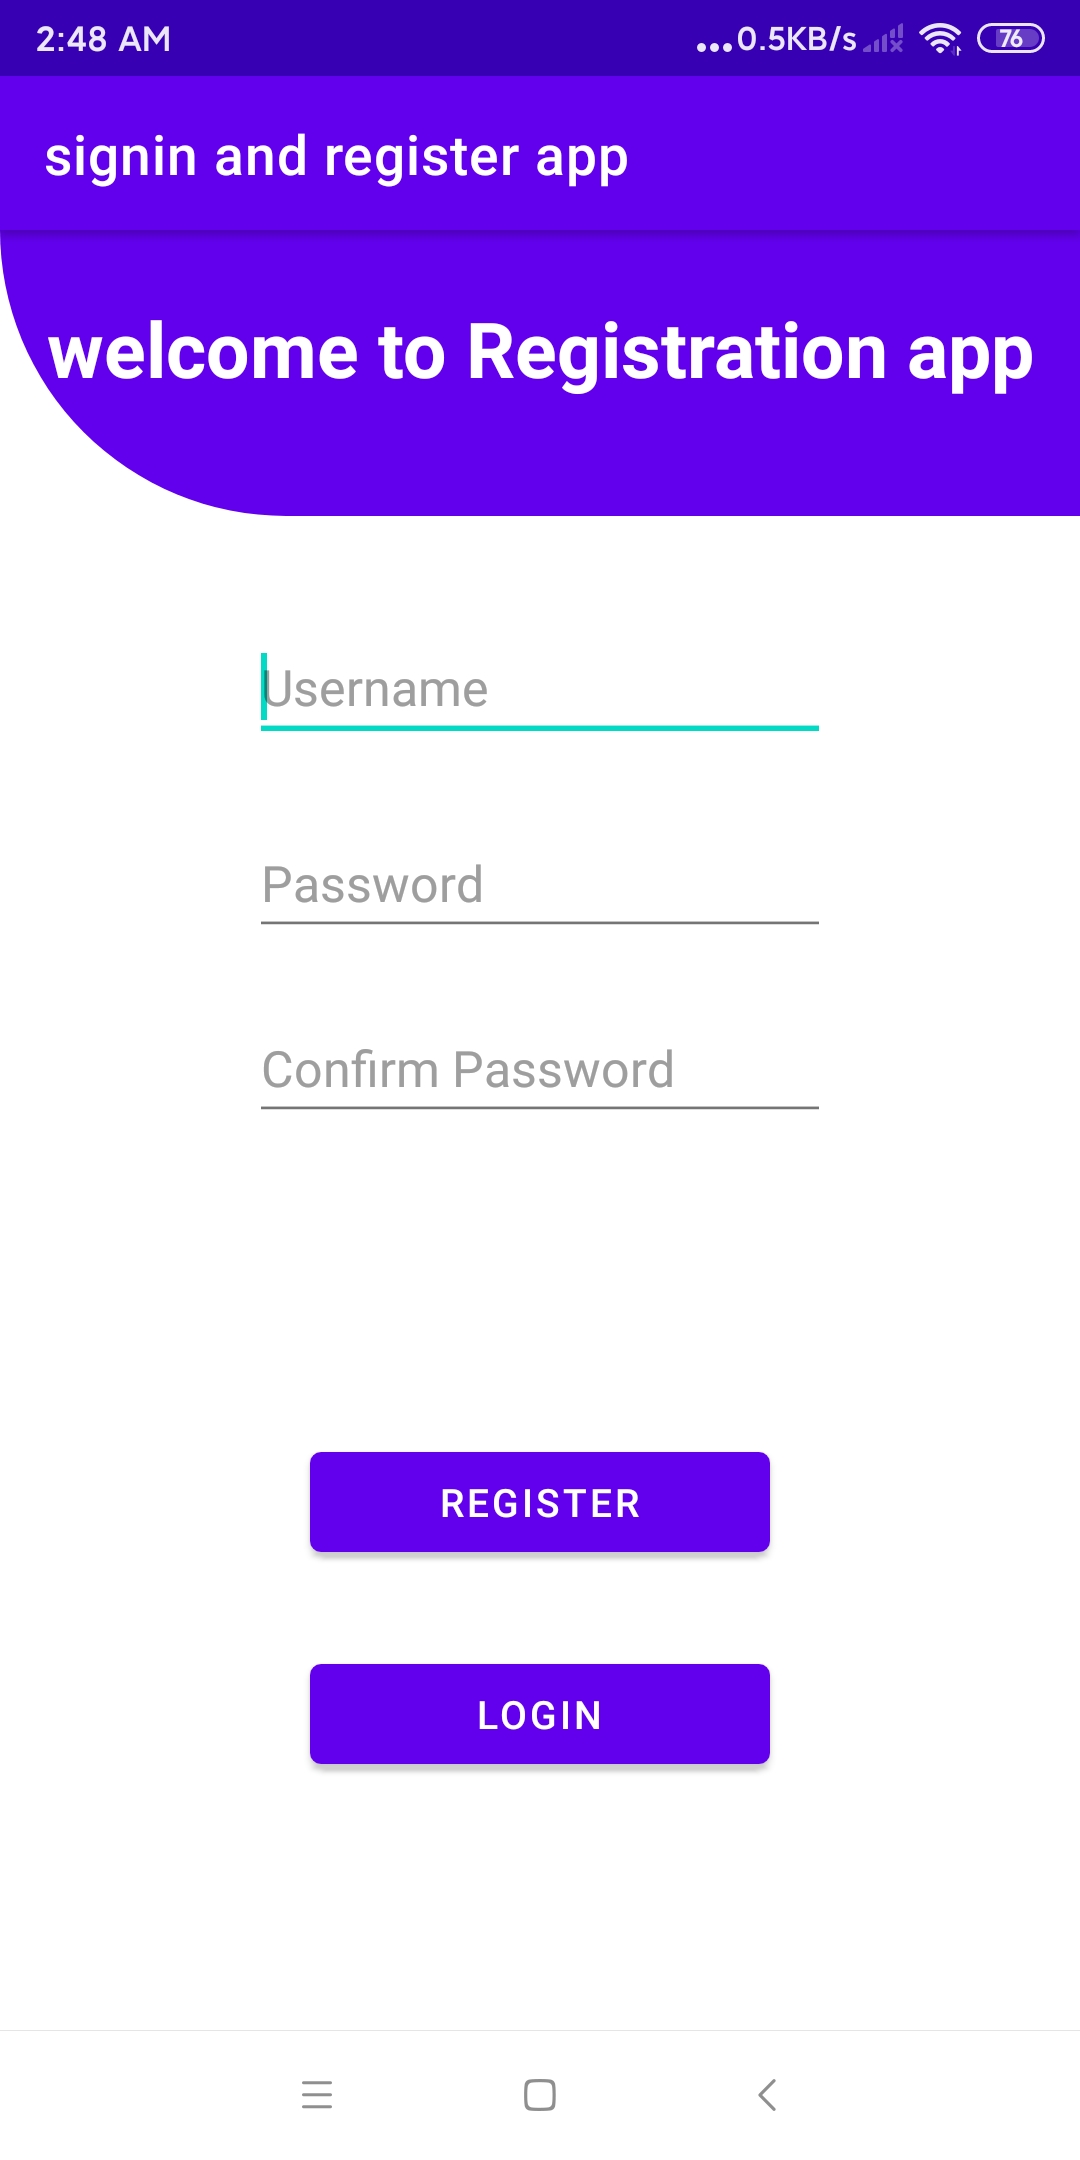 2:48 AM ...0.5KB/s 76
signin and register app
welcome to Registration app
Username
Password
Confirm Password
REGISTER
LOGIN